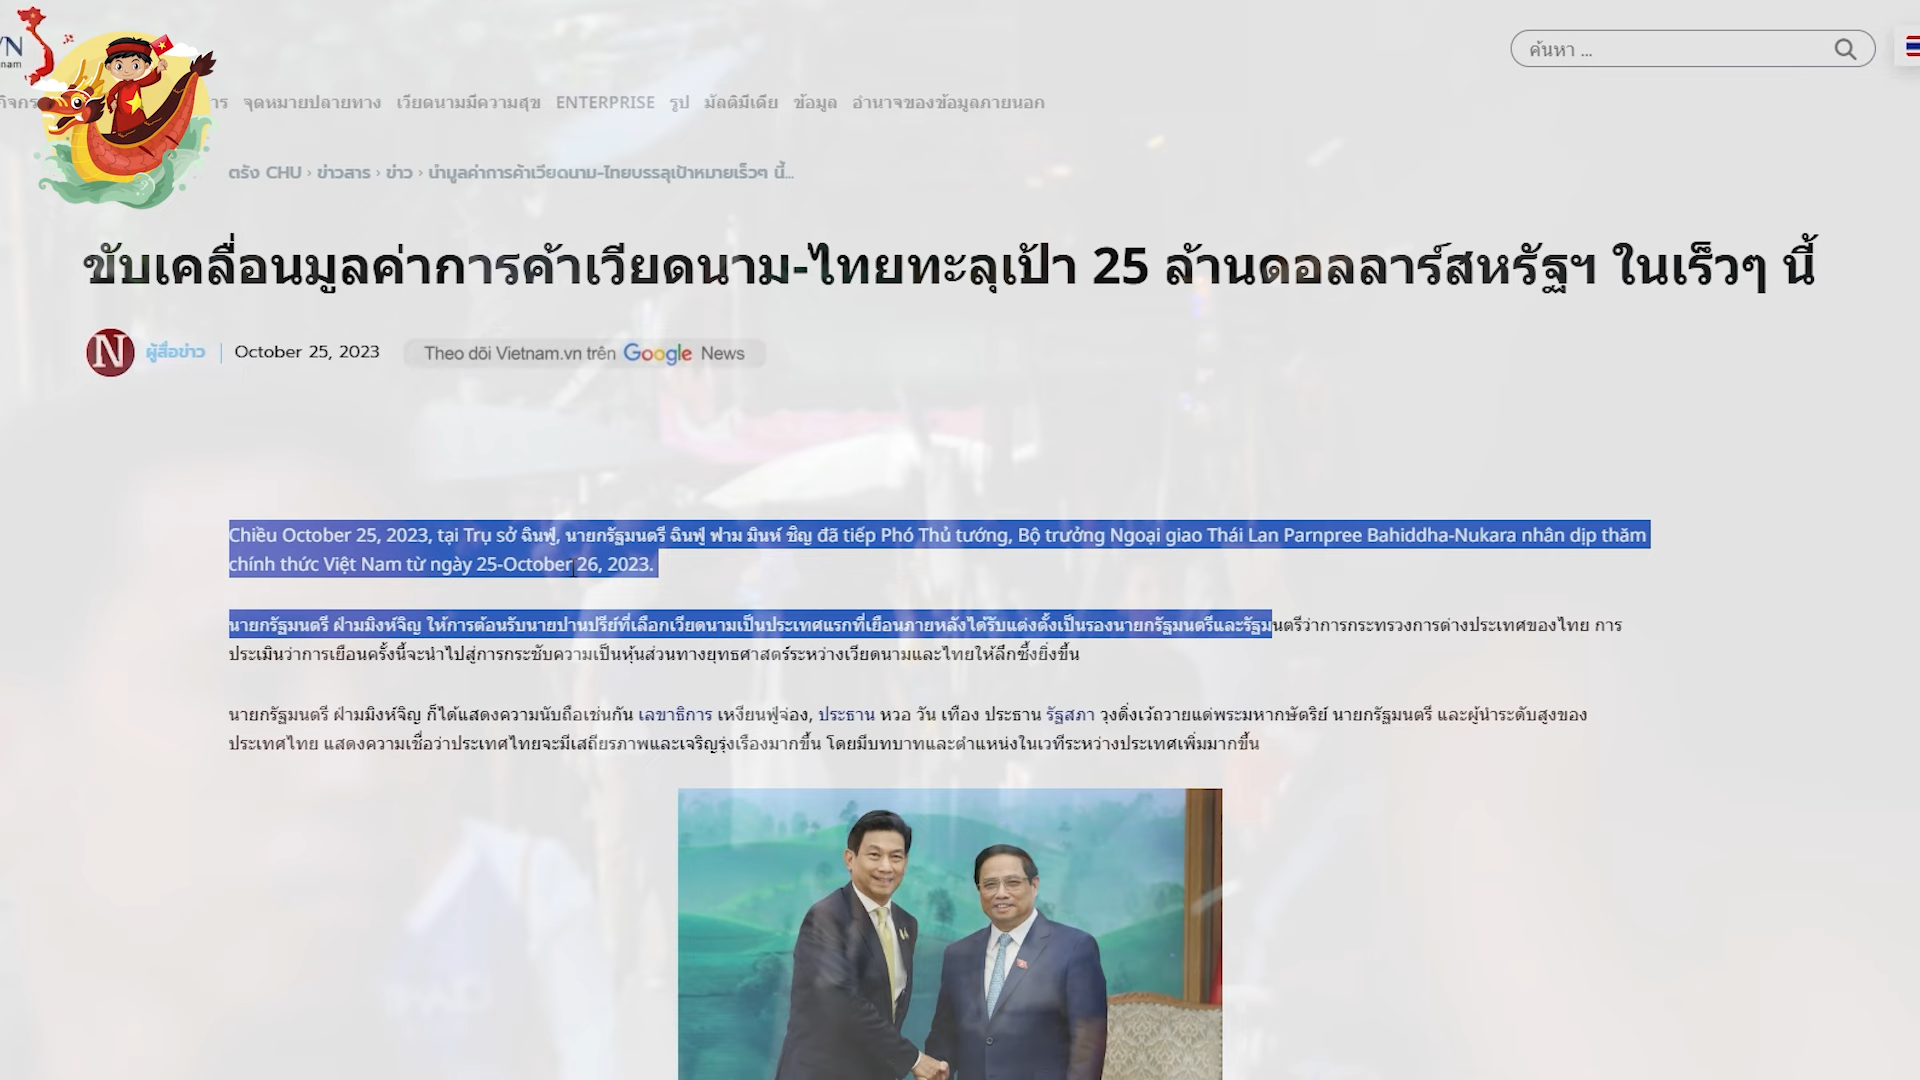 VN
nam
ค้นหา ...
กิจกร
าร จุดหมายปลายทาง เวียดนามมีความสุข ENTERPRISE รูป มัลติมีเดีย ข้อมูล อำนาจของข้อมูลภายนอก
ตรัง CHU › ข่าวสาร › ข่าว › นำมูลค่าการค้าเวียดนาม-ไทยบรรลุเป้าหมายเร็วๆ นี้...
ขับเคลื่อนมูลค่าการค้าเวียดนาม-ไทยทะลุเป้า 25 ล้านดอลลาร์สหรัฐฯ ในเร็วๆ นี้
N ผู้สื่อข่าว | October 25, 2023 Theo dõi Vietnam.vn trên Google News
Chiều October 25, 2023, tại Trụ sở ฉินฟู่, นายกรัฐมนตรี ฉินฟู่ ฟาม มินห์ ชิญ đã tiếp Phó Thủ tướng, Bộ trưởng Ngoại giao Thái Lan Parnpree Bahiddha-Nukara nhân dịp thăm
chính thức Việt Nam từ ngày 25-October 26, 2023.
นายกรัฐมนตรี ฝ่ามมิงห์จิญ ให้การต้อนรับนายปานปรีย์ที่เลือกเวียดนามเป็นประเทศแรกที่เยือนภายหลังได้รับแต่งตั้งเป็นรองนายกรัฐมนตรีและรัฐมนตรีว่าการกระทรวงการต่างประเทศของไทย การ
ประเมินว่าการเยือนครั้งนี้จะนำไปสู่การกระชับความเป็นหุ้นส่วนทางยุทธศาสตร์ระหว่างเวียดนามและไทยให้ลึกซึ้งยิ่งขึ้น
นายกรัฐมนตรี ฝ่ามมิงห์จิญ ก็ได้แสดงความนับถือเช่นกัน เลขาธิการ เหงียนฟู้จ่อง, ประธาน หวอ วัน เทือง ประธาน รัฐสภา วุงดิ่งเว้ถวายแด่พระมหากษัตริย์ นายกรัฐมนตรี และผู้นำระดับสูงของ
ประเทศไทย แสดงความเชื่อว่าประเทศไทยจะมีเสถียรภาพและเจริญรุ่งเรืองมากขึ้น โดยมีบทบาทและตำแหน่งในเวทีระหว่างประเทศเพิ่มมากขึ้น